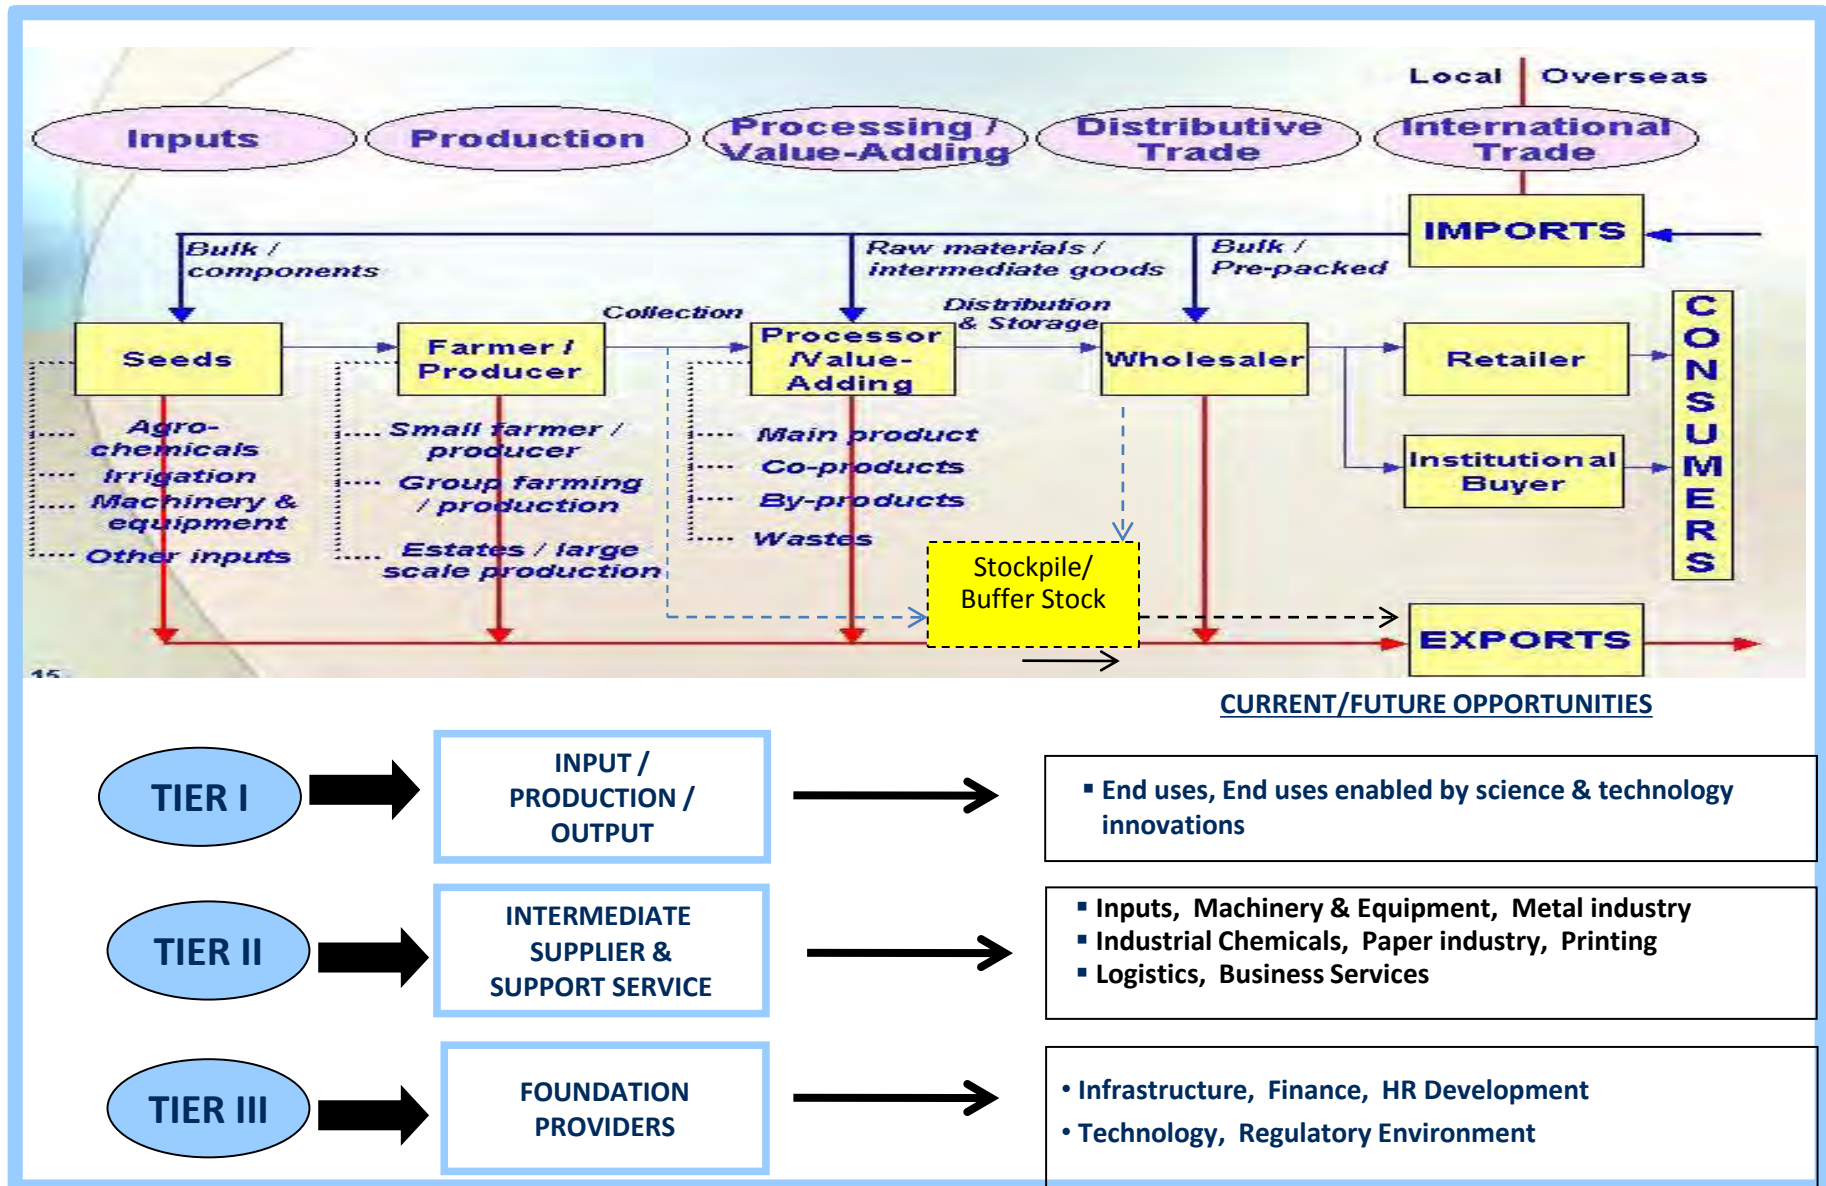 Local Overseas
Inputs
Production
Processing /
Value-Adding
Distributive
Trade
International
Trade
IMPORTS
Bulk /
components
Raw materials /
intermediate goods
Bulk /
Pre-packed
Collection
Distribution
& Storage
Seeds
Farmer /
Producer
Processor
/Value-
Adding
Wholesaler
Retailer
Institutional
Buyer
CONSUMERS
Agro-
chemicals
Irrigation
Machinery &
equipment
Other inputs
Small farmer /
producer
Group farming
/ production
Estates / large
scale production
Main product
Co-products
By-products
Wastes
Stockpile/
Buffer Stock
EXPORTS
15
CURRENT/FUTURE OPPORTUNITIES
TIER I
INPUT /
PRODUCTION /
OUTPUT
▪ End uses, End uses enabled by science & technology
innovations
TIER II
INTERMEDIATE
SUPPLIER &
SUPPORT SERVICE
▪ Inputs, Machinery & Equipment, Metal industry
▪ Industrial Chemicals, Paper industry, Printing
▪ Logistics, Business Services
TIER III
FOUNDATION
PROVIDERS
• Infrastructure, Finance, HR Development
• Technology, Regulatory Environment